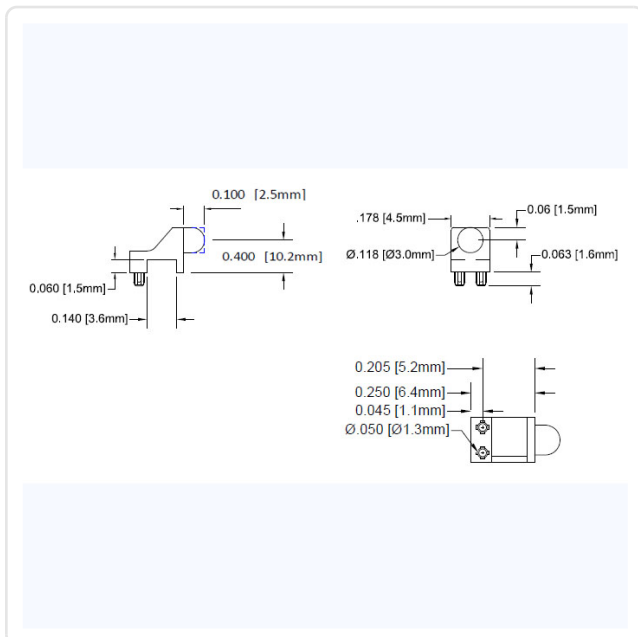 0.100 [2.5mm]
0.400 [10.2mm]
0.060 [1.5mm]
0.140 [3.6mm]
.178 [4.5mm]
0.06 [1.5mm]
Ø.118 [Ø3.0mm]
0.063 [1.6mm]
0.205 [5.2mm]
0.250 [6.4mm]
0.045 [1.1mm]
Ø.050 [Ø1.3mm]